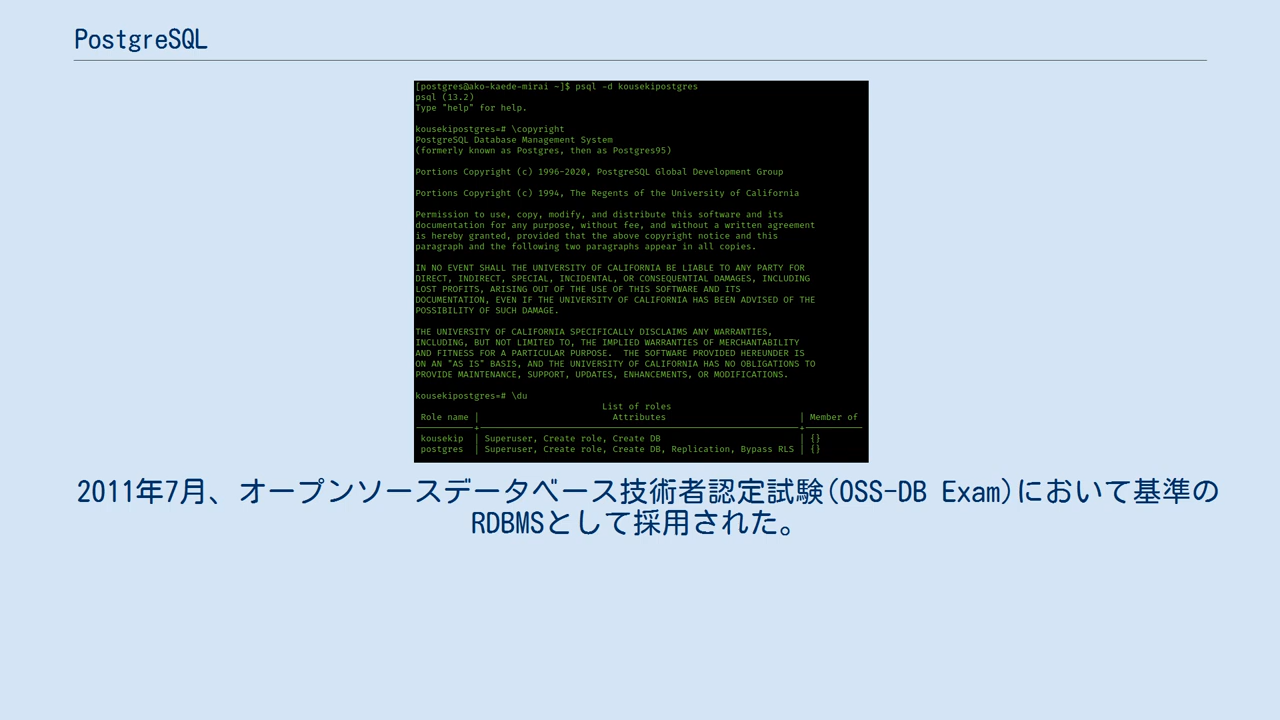 PostgreSQL
[postgres@ako-kaede-mirai ~]$ psql -d kousekipostgres
psql (13.2)
Type "help" for help.
kousekipostgres=# \copyright
PostgreSQL Database Management System
(formerly known as Postgres, then as Postgres95)
Portions Copyright (c) 1996-2020, PostgreSQL Global Development Group
Portions Copyright (c) 1994, The Regents of the University of California
Permission to use, copy, modify, and distribute this software and its
documentation for any purpose, without fee, and without a written agreement
is hereby granted, provided that the above copyright notice and this
paragraph and the following two paragraphs appear in all copies.
IN NO EVENT SHALL THE UNIVERSITY OF CALIFORNIA BE LIABLE TO ANY PARTY FOR
DIRECT, INDIRECT, SPECIAL, INCIDENTAL, OR CONSEQUENTIAL DAMAGES, INCLUDING
LOST PROFITS, ARISING OUT OF THE USE OF THIS SOFTWARE AND ITS
DOCUMENTATION, EVEN IF THE UNIVERSITY OF CALIFORNIA HAS BEEN ADVISED OF THE
POSSIBILITY OF SUCH DAMAGE.
THE UNIVERSITY OF CALIFORNIA SPECIFICALLY DISCLAIMS ANY WARRANTIES,
INCLUDING, BUT NOT LIMITED TO, THE IMPLIED WARRANTIES OF MERCHANTABILITY
AND FITNESS FOR A PARTICULAR PURPOSE.  THE SOFTWARE PROVIDED HEREUNDER IS
ON AN "AS IS" BASIS, AND THE UNIVERSITY OF CALIFORNIA HAS NO OBLIGATIONS TO
PROVIDE MAINTENANCE, SUPPORT, UPDATES, ENHANCEMENTS, OR MODIFICATIONS.
kousekipostgres=# \du
List of roles
Role name | Attributes | Member of
kousekip | Superuser, Create role, Create DB | {}
postgres | Superuser, Create role, Create DB, Replication, Bypass RLS | {}
2011年7月、オープンソースデータベース技術者認定試験(OSS-DB Exam)において基準の
RDBMSとして採用された。